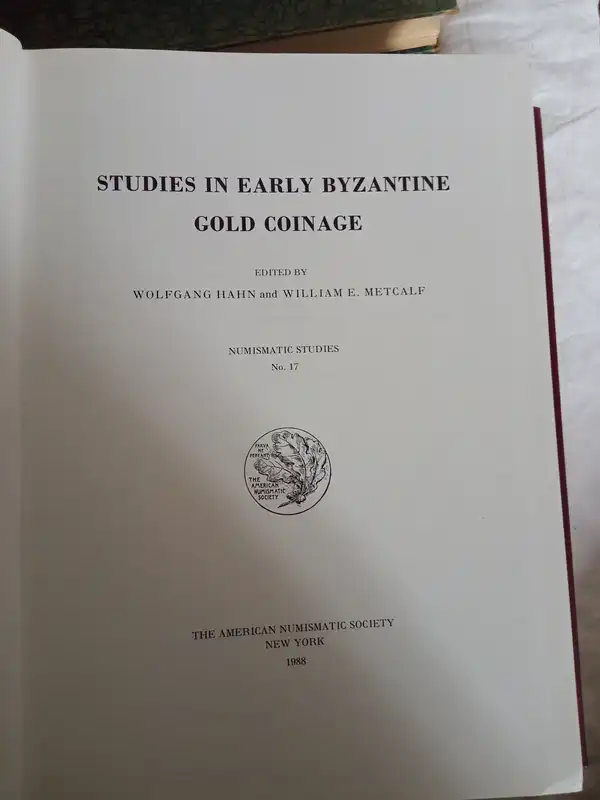 STUDIES IN EARLY BYZANTINE
GOLD COINAGE
EDITED BY
WOLFGANG HAHN and WILLIAM E. METCALF
NUMISMATIC STUDIES
No. 17
PARVA
NE
PEREANT
THE
AMERICAN
NUMISMATIC
SOCIETY
THE AMERICAN NUMISMATIC SOCIETY
NEW YORK
1988